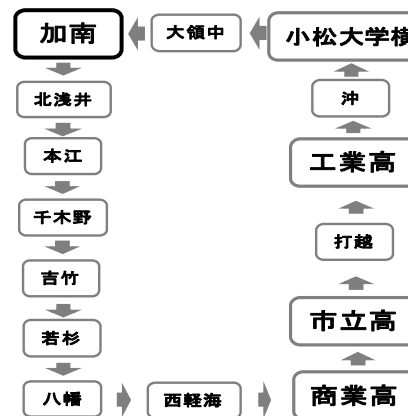 加南
大領中
小松大学横
北浅井
沖
本江
工業高
千木野
打越
吉竹
市立高
若杉
八幡
西軽海
商業高